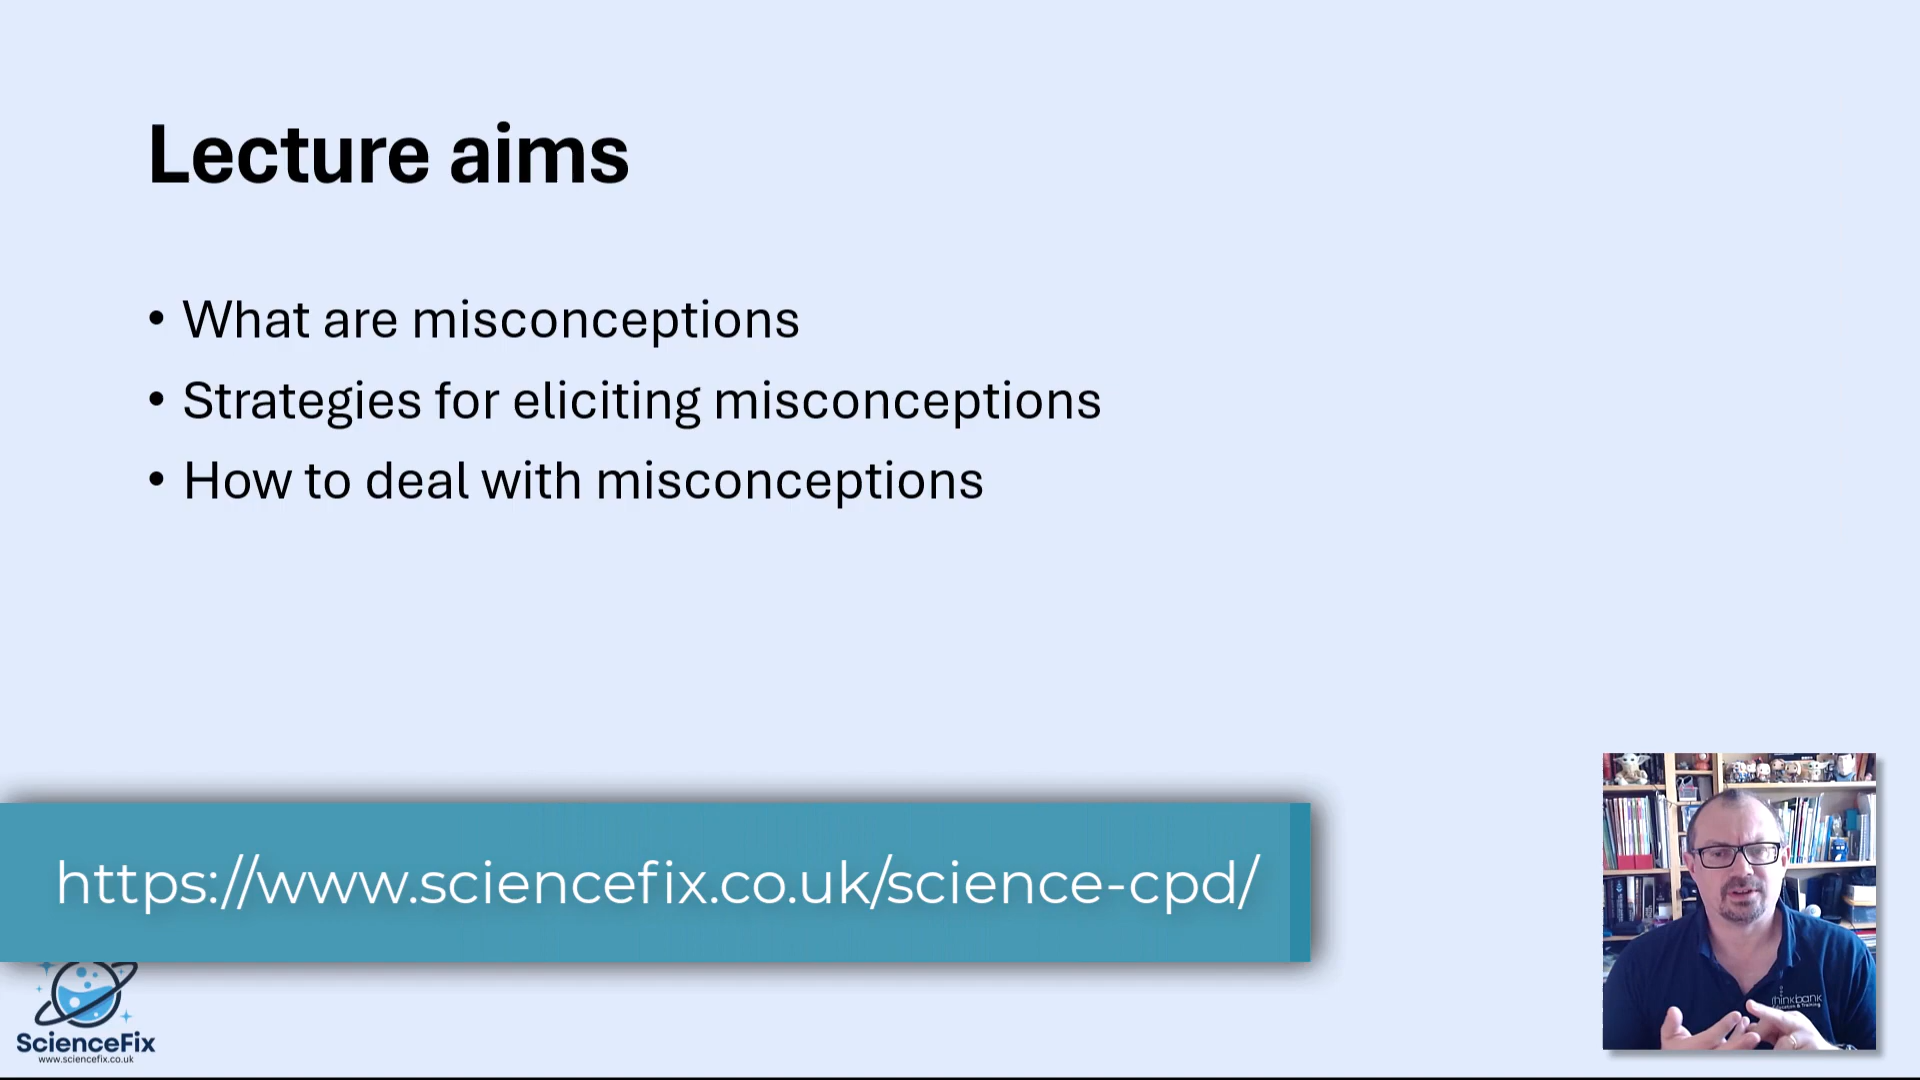 Lecture aims
• What are misconceptions
• Strategies for eliciting misconceptions
• How to deal with misconceptions
https://www.sciencefix.co.uk/science-cpd/
ScienceFix
www.sciencefix.co.uk
thinkbank